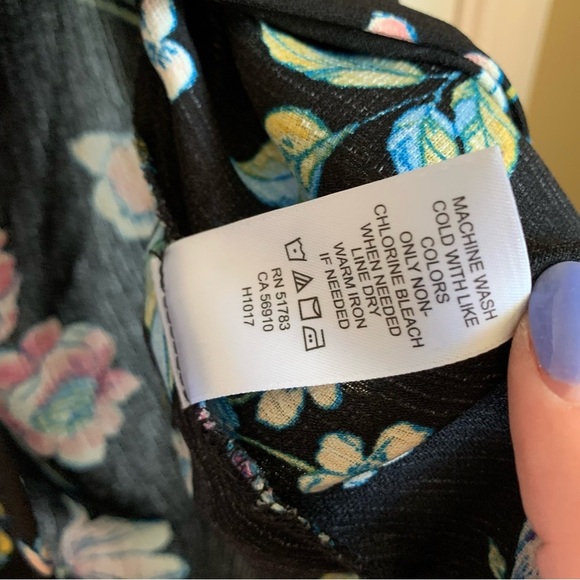 MACHINE WASH
COLD WITH LIKE
COLORS
ONLY NON-
CHLORINE BLEACH
WHEN NEEDED
LINE DRY
WARM IRON
IF NEEDED
RN 51783
CA 56910
H1017